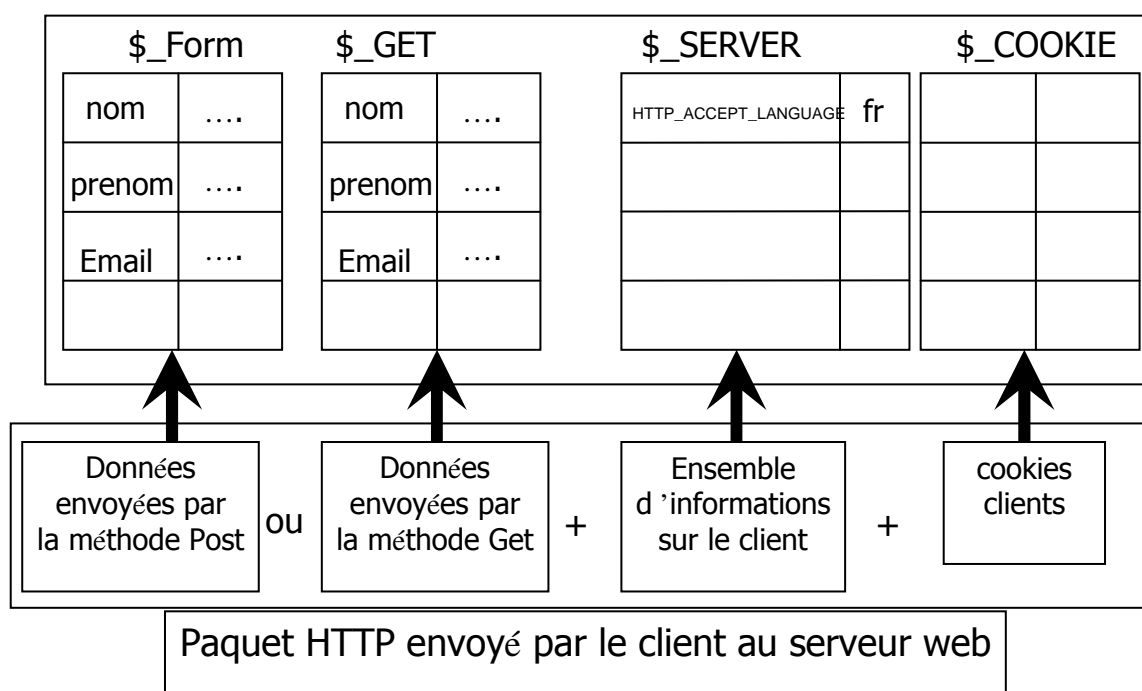 $_Form $_GET $_SERVER $_COOKIE
nom ....
prenom ....
Email ....
nom ....
prenom ....
Email ....
HTTP_ACCEPT_LANGUAGE fr
Données
envoyées par
la méthode Post
ou
Données
envoyées par
la méthode Get
+
Ensemble
d ’informations
sur le client
+
cookies
clients
Paquet HTTP envoyé par le client au serveur web